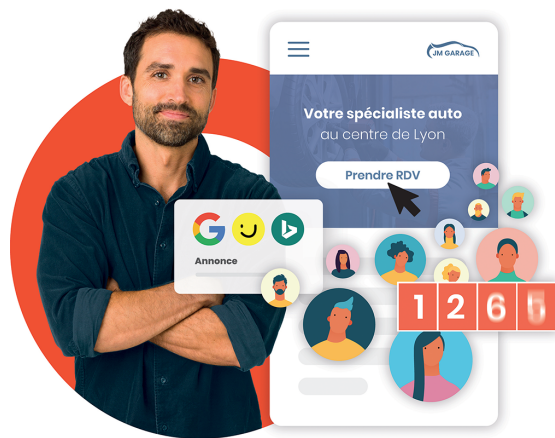 JM GARAGE
Votre spécialiste auto
au centre de Lyon
Prendre RDV
Annonce
1 2 6